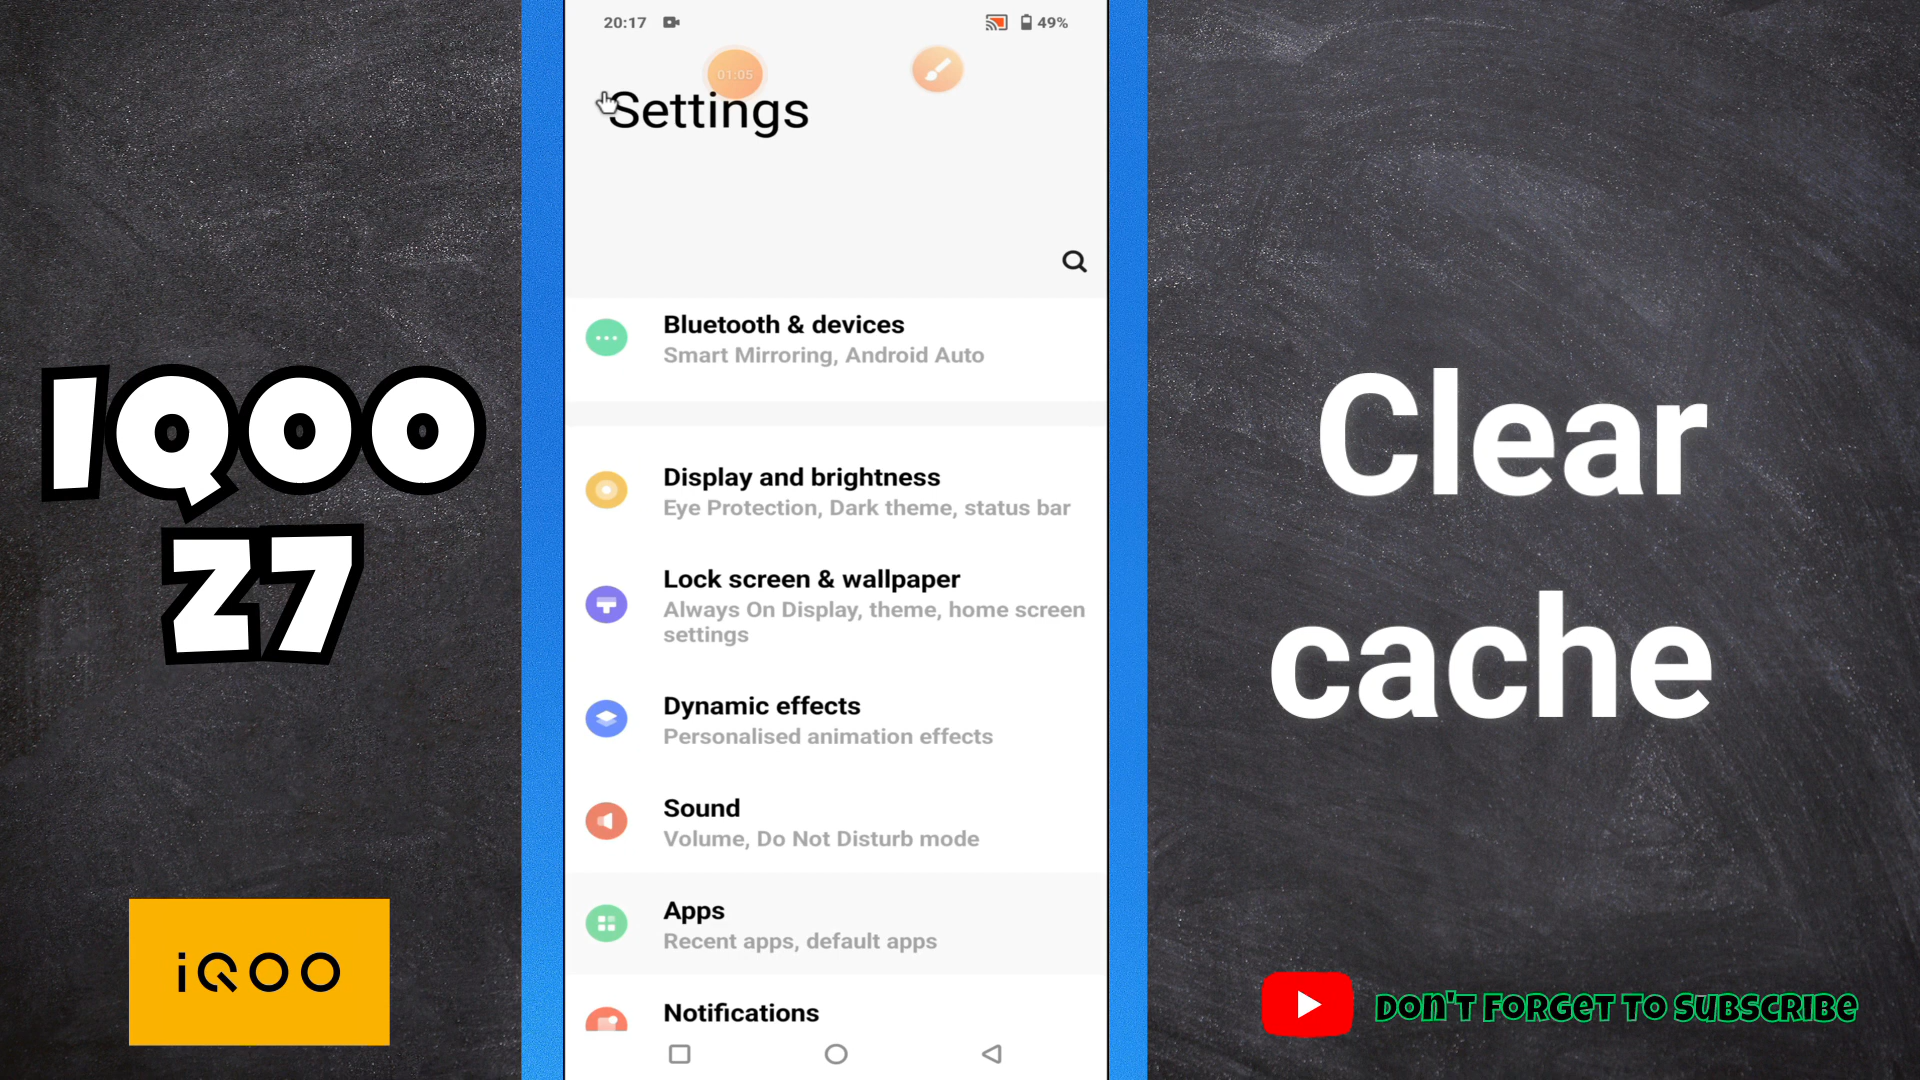 IQOO
Z7
iQOO
20:17
49%
01:05
Settings
Bluetooth & devices
Smart Mirroring, Android Auto
Display and brightness
Eye Protection, Dark theme, status bar
Lock screen & wallpaper
Always On Display, theme, home screen
settings
Dynamic effects
Personalised animation effects
Sound
Volume, Do Not Disturb mode
Apps
Recent apps, default apps
Notifications
Clear
cache
DON'T FORGET TO SUBSCRIBE